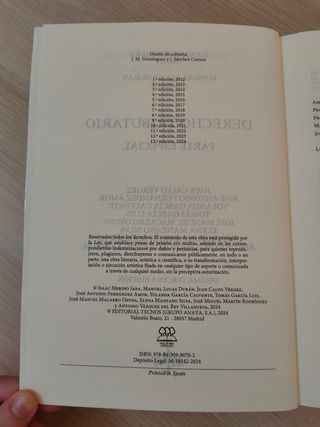 Diseño de cubierta:
J. M. Domínguez y J. Sánchez Cuenca
1.ª edición, 2012
2.ª edición, 2013
3.ª edición, 2014
4.ª edición, 2015
5.ª edición, 2016
6.ª edición, 2017
7.ª edición, 2018
8.ª edición, 2019
9.ª edición, 2020
10.ª edición, 2021
11.ª edición, 2022
12.ª edición, 2023
13.ª edición, 2024
Reservados todos los derechos. El contenido de esta obra está protegido por
la Ley, que establece penas de prisión y/o multas, además de las corres-
pondientes indemnizaciones por daños y perjuicios, para quienes reprodu-
jeren, plagiaren, distribuyeren o comunicaren públicamente, en todo o en
parte, una obra literaria, artística o científica, o su transformación, interpre-
tación o ejecución artística fijada en cualquier tipo de soporte o comunicada
a través de cualquier medio, sin la preceptiva autorización.
© Isaac Merino Jara, Manuel Lucas Durán, Juan Calvo Vérgez,
José Antonio Fernández Amor, Yolanda García Calvente, Tomás García Luis,
José Manuel Macarro Osuna, Elena Manzano Silva, José Miguel Martín Rodríguez
y Antonio Vázquez del Rey Villanueva, 2024
© EDITORIAL TECNOS (GRUPO ANAYA, S.A.), 2024
Valentín Beato, 21 - 28037 Madrid
ISBN: 978-84-309-9070-2
Depósito Legal: M-18542-2024
Printed in Spain